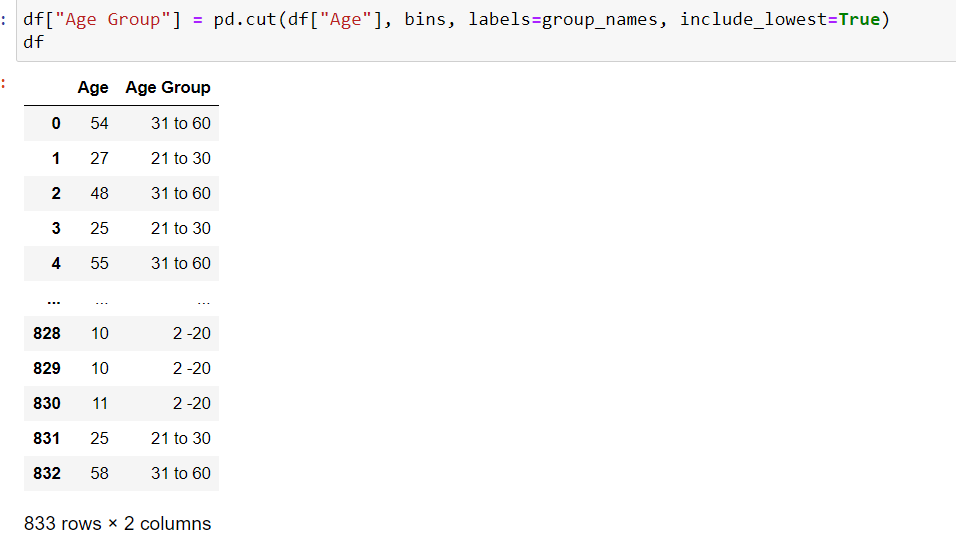 : df["Age Group"] = pd.cut(df["Age"], bins, labels=group_names, include_lowest=True)
df
:
Age Age Group
0 54 31 to 60
1 27 21 to 30
2 48 31 to 60
3 25 21 to 30
4 55 31 to 60
... ... ...
828 10 2 -20
829 10 2 -20
830 11 2 -20
831 25 21 to 30
832 58 31 to 60
833 rows × 2 columns